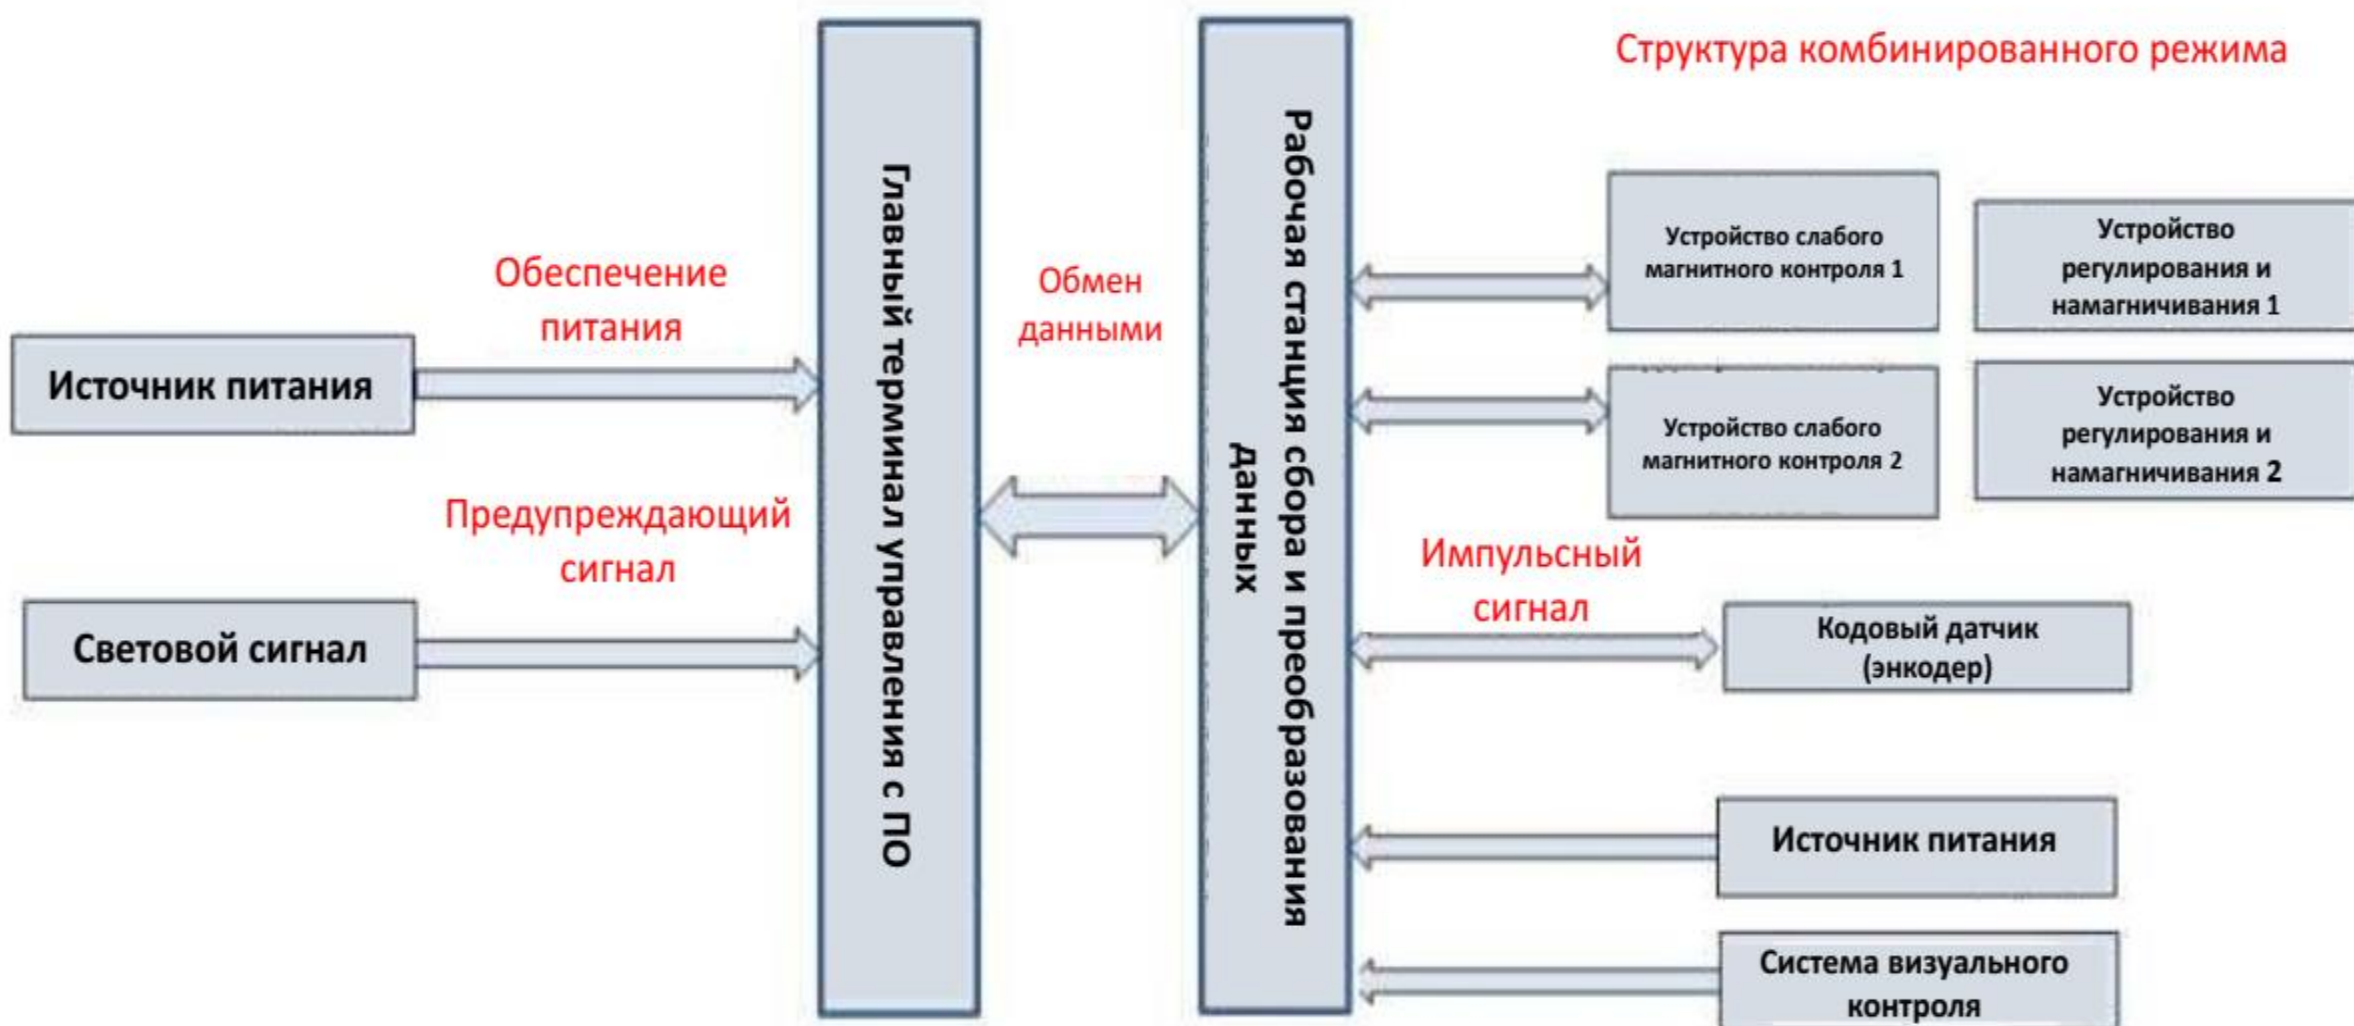 Структура комбинированного режима
Обеспечение
питания
Источник питания
Предупреждающий
сигнал
Световой сигнал
Главный терминал управления с ПО
Обмен
данными
Рабочая станция сбора и преобразования
данных
Устройство слабого
магнитного контроля 1
Устройство
регулирования и
намагничивания 1
Устройство слабого
магнитного контроля 2
Устройство
регулирования и
намагничивания 2
Импульсный
сигнал
Кодовый датчик
(энкодер)
Источник питания
Система визуального
контроля